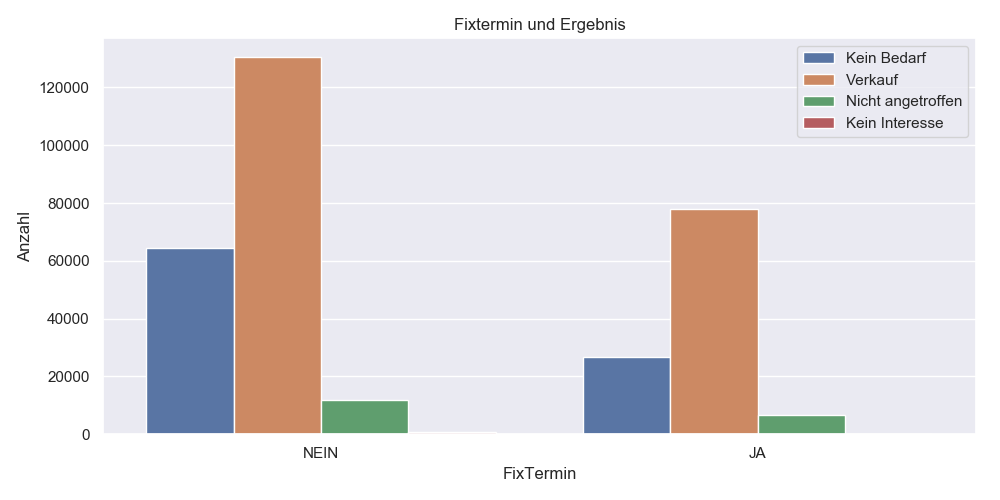 Fixtermin und Ergebnis
Kein Bedarf
Verkauf
Nicht angetroffen
Kein Interesse
Anzahl
120000
100000
80000
60000
40000
20000
0
NEIN
JA
FixTermin